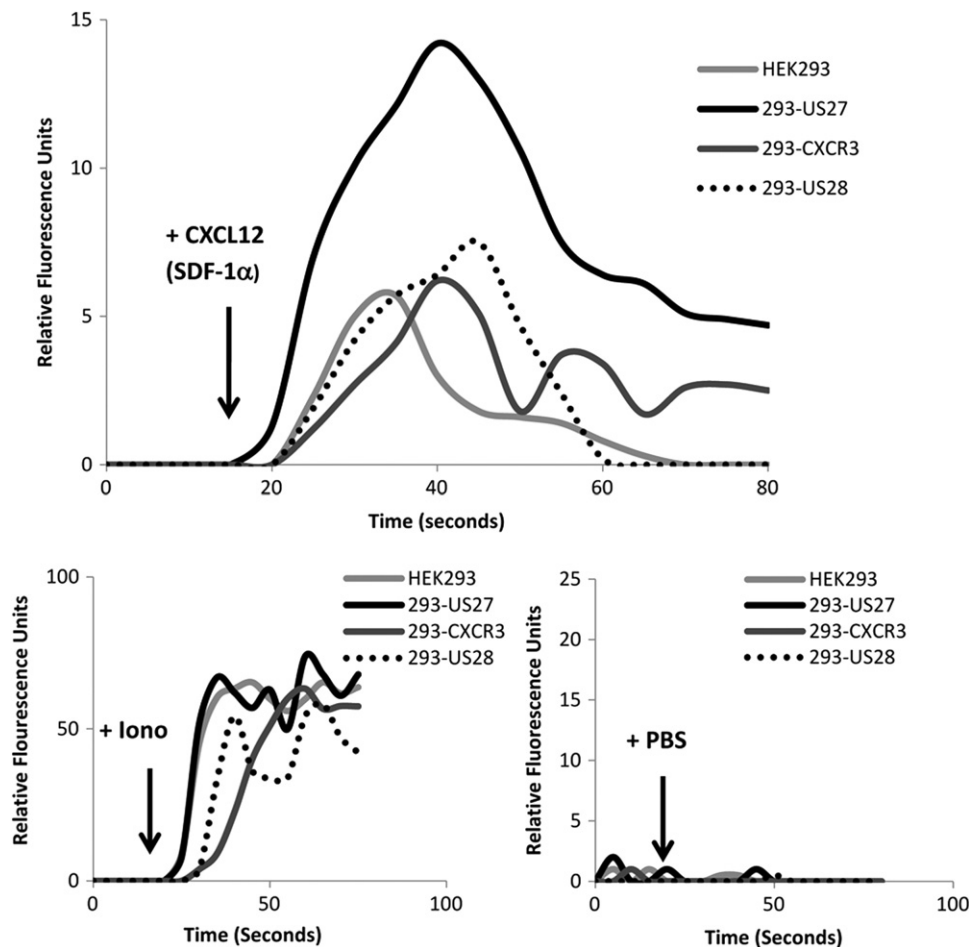 15
10
5
0
Relative Fluorescence Units
+ CXCL12
(SDF-1α)
HEK293
293-US27
293-CXCR3
293-US28
0 20 40 60 80
Time (seconds)
100
50
0
Relative Flourescence Units
+ Iono
HEK293
293-US27
293-CXCR3
293-US28
0 50 100
Time (Seconds)
25
20
15
10
5
0
Relative Fluorescence Units
+ PBS
HEK293
293-US27
293-CXCR3
293-US28
0 50 100
Time (Seconds)